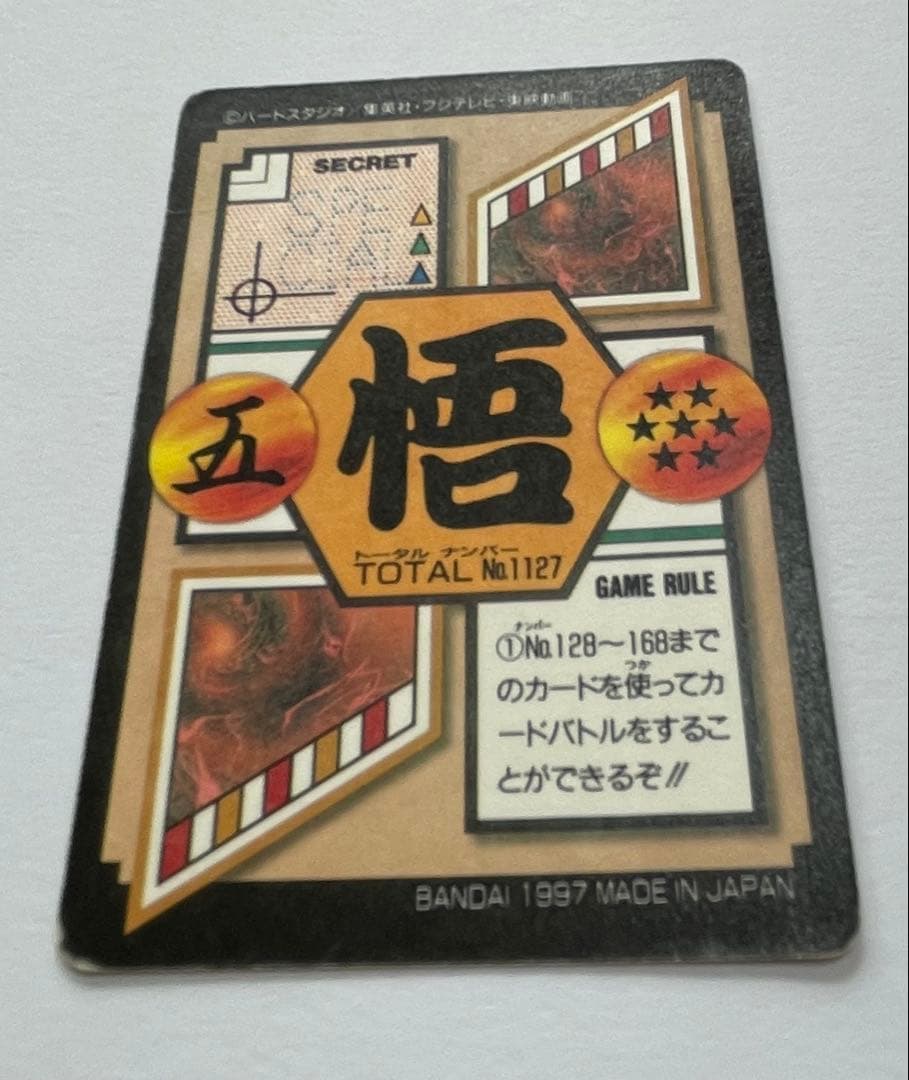 ©バードスタジオ／集英社・フジテレビ・東映動画
SECRET
SPE
CIAL
悟
五
トータル ナンバー
TOTAL No.1127
GAME RULE
ナンバー
①No.128～168まで
つか
のカードを使ってカ
ードバトルをするこ
とができるぞ!!
BANDAI 1997 MADE IN JAPAN